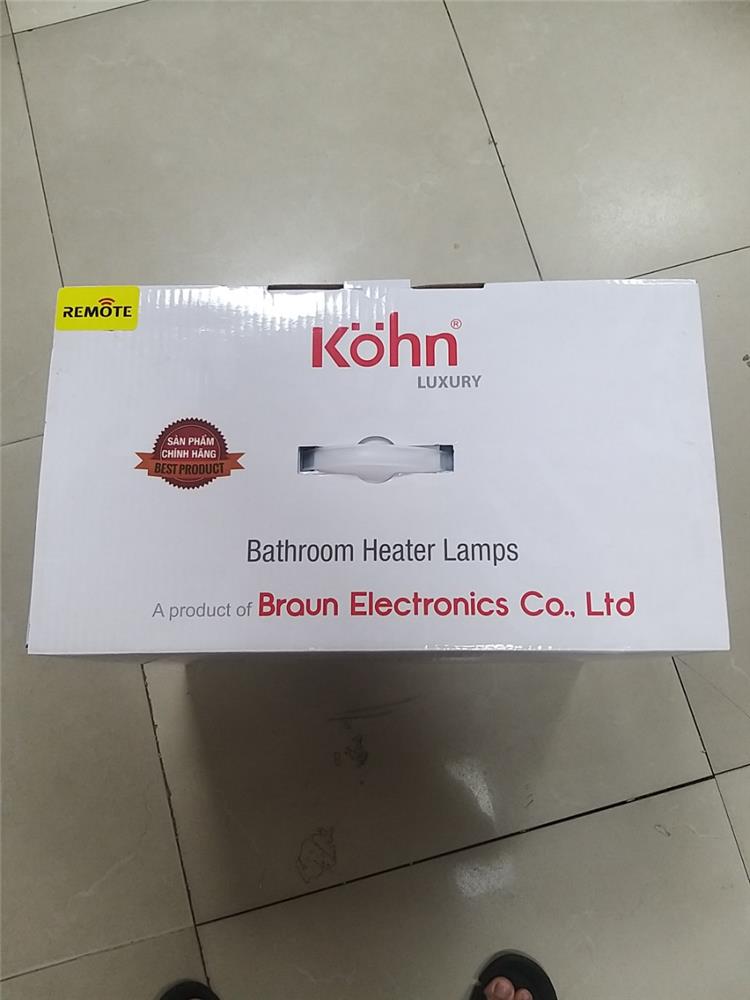 REMOTE
Köhn®
LUXURY
SẢN PHẨM
CHÍNH HÃNG
BEST PRODUCT
Bathroom Heater Lamps
A product of Braun Electronics Co., Ltd